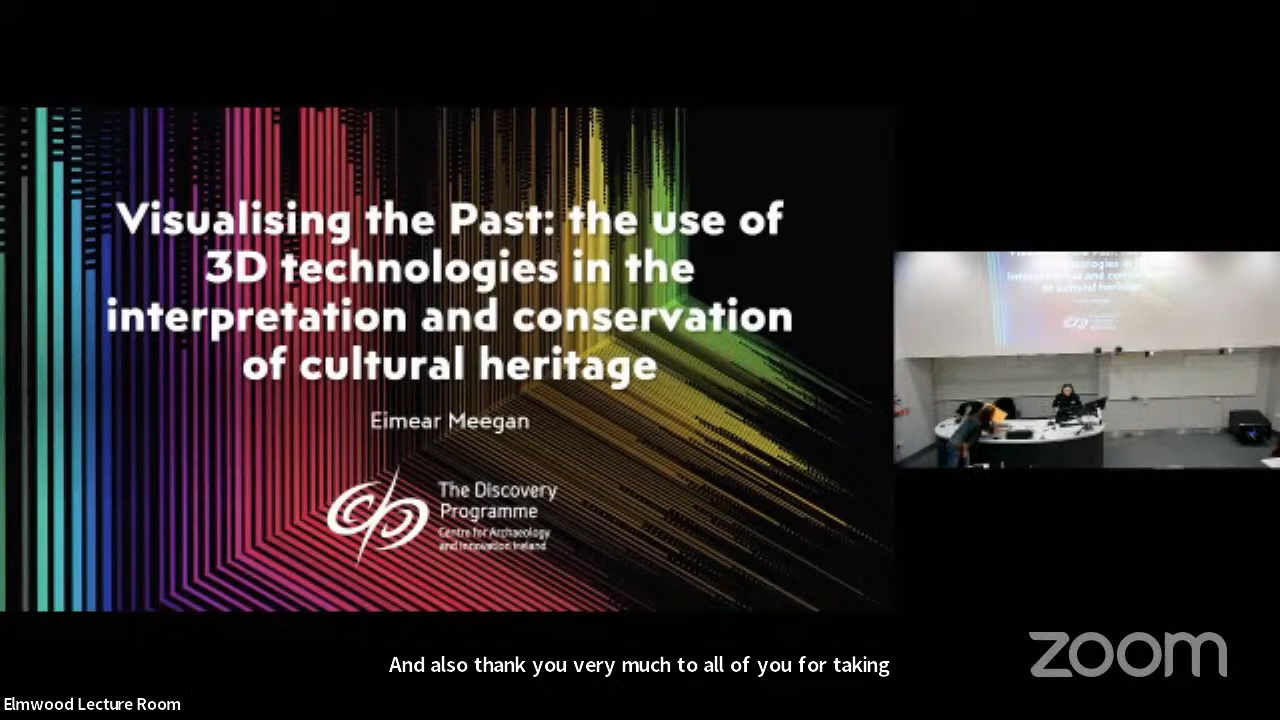 Visualising the Past: the use of
3D technologies in the
interpretation and conservation
of cultural heritage
Eimear Meegan
The Discovery
Programme
Centre for Archaeology
and Innovation Ireland
And also thank you very much to all of you for taking
zoom
Elmwood Lecture Room